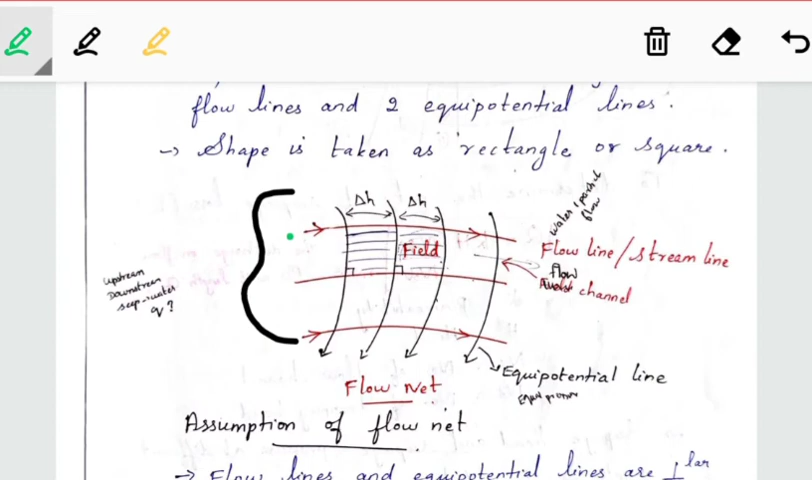 flow lines and 2 equipotential lines.
→ Shape is taken as rectangle or square.
Δh Δh
water flow
Field
Flow line/stream line
flow
channel
upstream
Downstream
seep water
q?
Equipotential line
Flow Net
Assumption of flow net
→ Flow lines and equipotential lines are ⊥lar